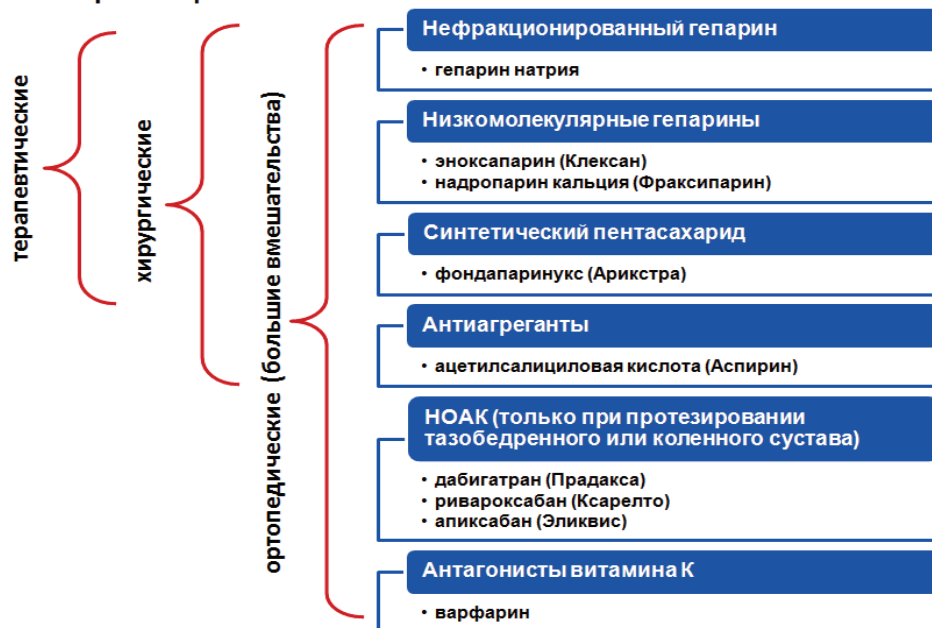 терапевтические
хирургические
ортопедические (большие вмешательства)
Нефракционированный гепарин
• гепарин натрия
Низкомолекулярные гепарины
• эноксапарин (Клексан)
• надропарин кальция (Фраксипарин)
Синтетический пентасахарид
• фондапаринукс (Арикстра)
Антиагреганты
• ацетилсалициловая кислота (Аспирин)
НОАК (только при протезировании
тазобедренного или коленного сустава)
• дабигатран (Прадакса)
• ривароксабан (Ксарелто)
• апиксабан (Эликвис)
Антагонисты витамина К
• варфарин